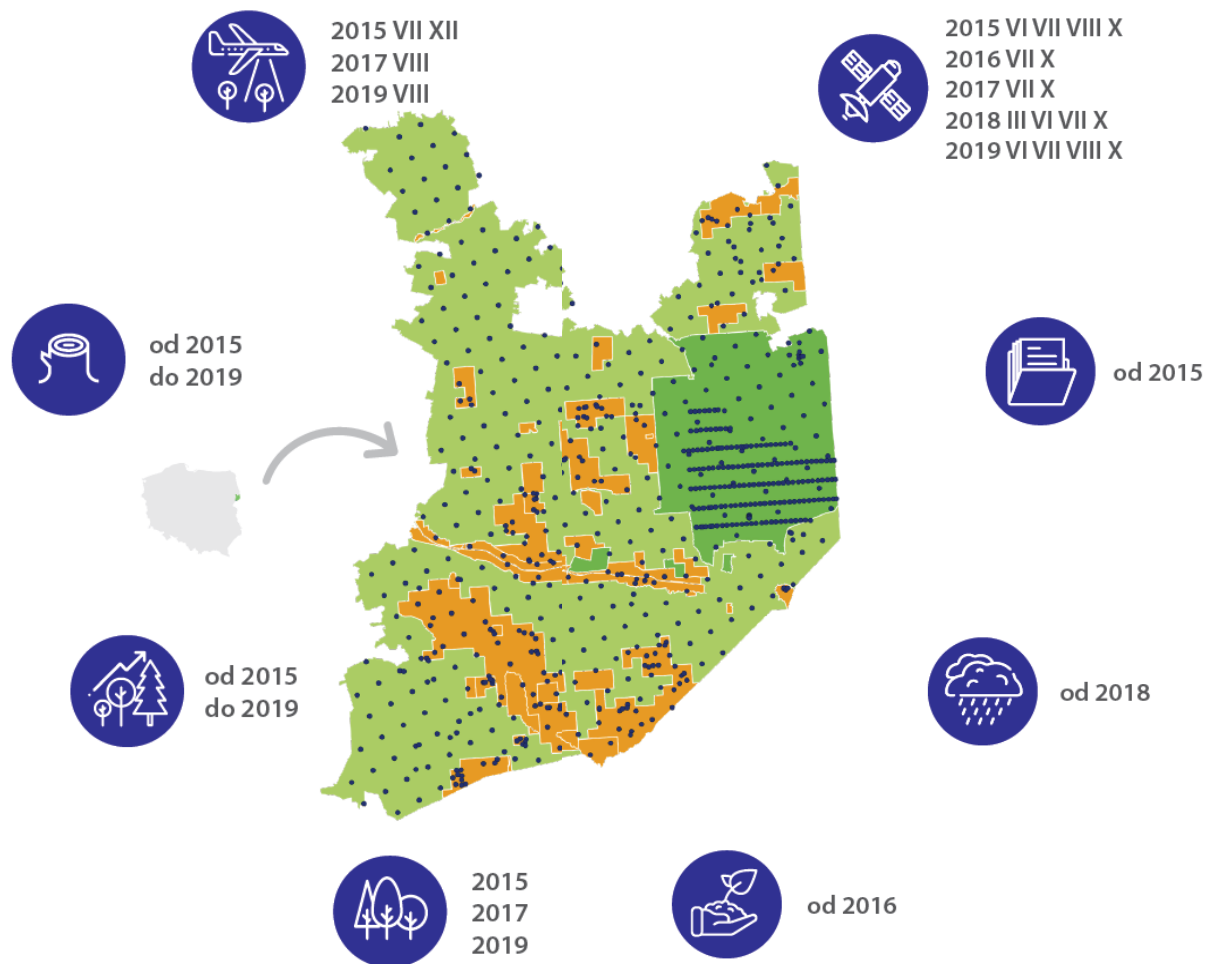 2015 VII XII
2017 VIII
2019 VIII
2015 VI VII VIII X
2016 VII X
2017 VII X
2018 III VI VII X
2019 VI VII VIII X
od 2015
do 2019
od 2015
od 2015
do 2019
od 2018
2015
2017
2019
od 2016